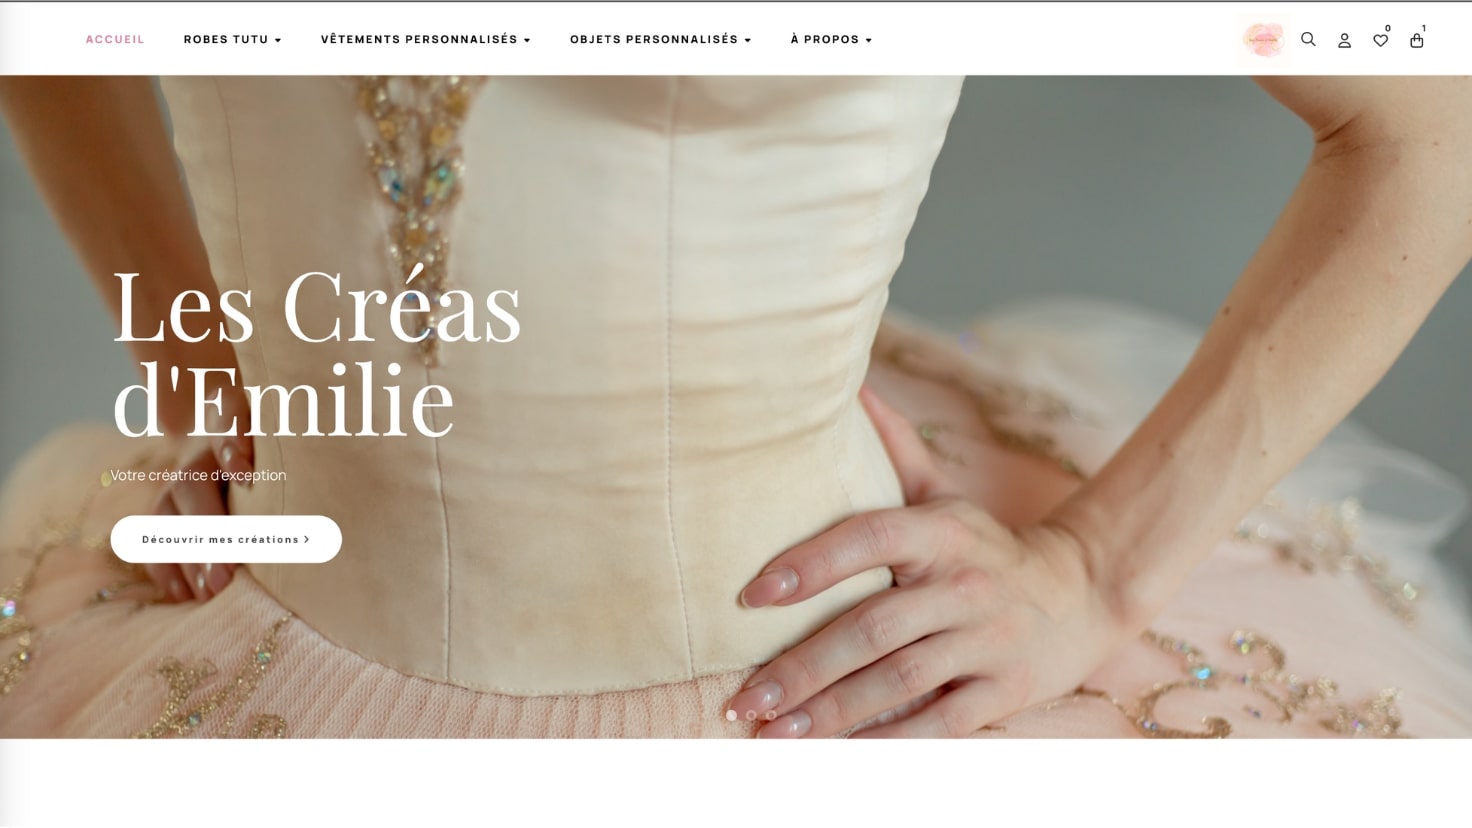 ACCUEIL
ROBES TUTU
VÊTEMENTS PERSONNALISÉS
OBJETS PERSONNALISÉS
À PROPOS
0
1
Les Créas
d'Emilie
Votre créatrice d'exception
Découvrir mes créations